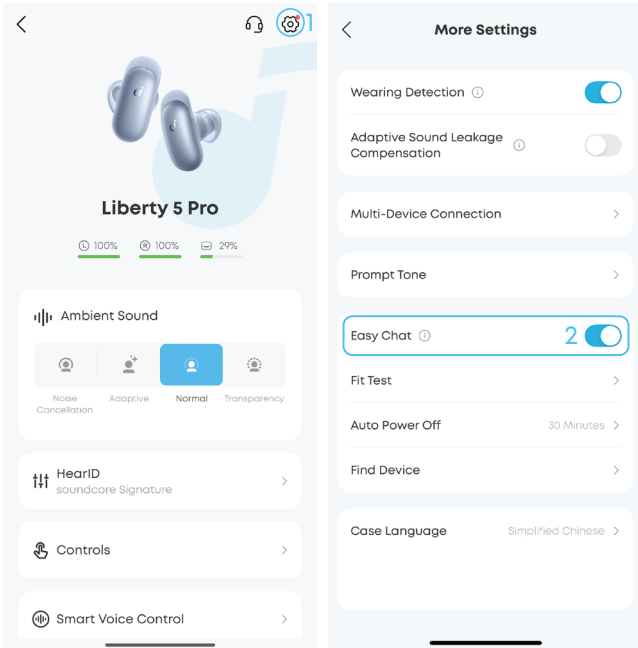 1
Liberty 5 Pro
L 100% R 100% 29%
Ambient Sound
Noise
Cancellation
Adaptive
Normal
Transparency
HearID
soundcore Signature
Controls
Smart Voice Control
More Settings
Wearing Detection
Adaptive Sound Leakage
Compensation
Multi-Device Connection
Prompt Tone
Easy Chat 2
Fit Test
Auto Power Off 30 Minutes
Find Device
Case Language Simplified Chinese